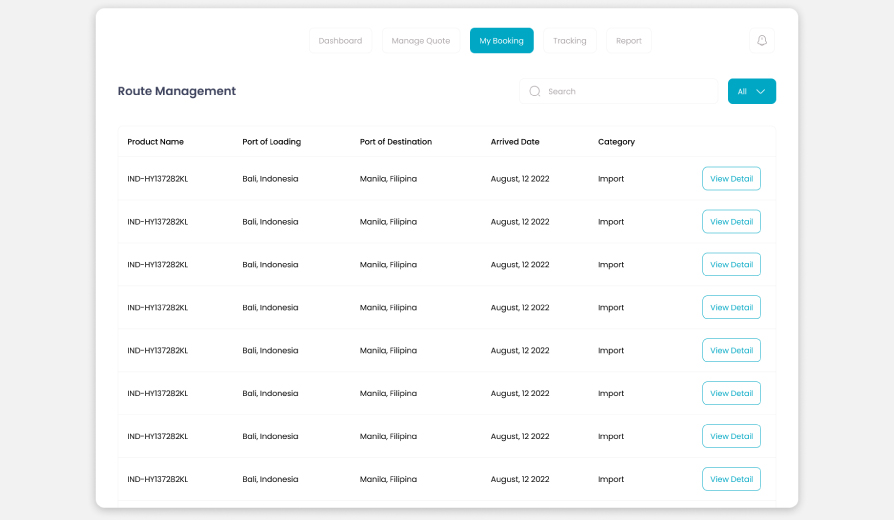 Dashboard Manage Quote My Booking Tracking Report
Route Management Search All
Product Name Port of Loading Port of Destination Arrived Date Category
IND-HY137282KL Bali, Indonesia Manila, Filipina August, 12 2022 Import View Detail
IND-HY137282KL Bali, Indonesia Manila, Filipina August, 12 2022 Import View Detail
IND-HY137282KL Bali, Indonesia Manila, Filipina August, 12 2022 Import View Detail
IND-HY137282KL Bali, Indonesia Manila, Filipina August, 12 2022 Import View Detail
IND-HY137282KL Bali, Indonesia Manila, Filipina August, 12 2022 Import View Detail
IND-HY137282KL Bali, Indonesia Manila, Filipina August, 12 2022 Import View Detail
IND-HY137282KL Bali, Indonesia Manila, Filipina August, 12 2022 Import View Detail
IND-HY137282KL Bali, Indonesia Manila, Filipina August, 12 2022 Import View Detail